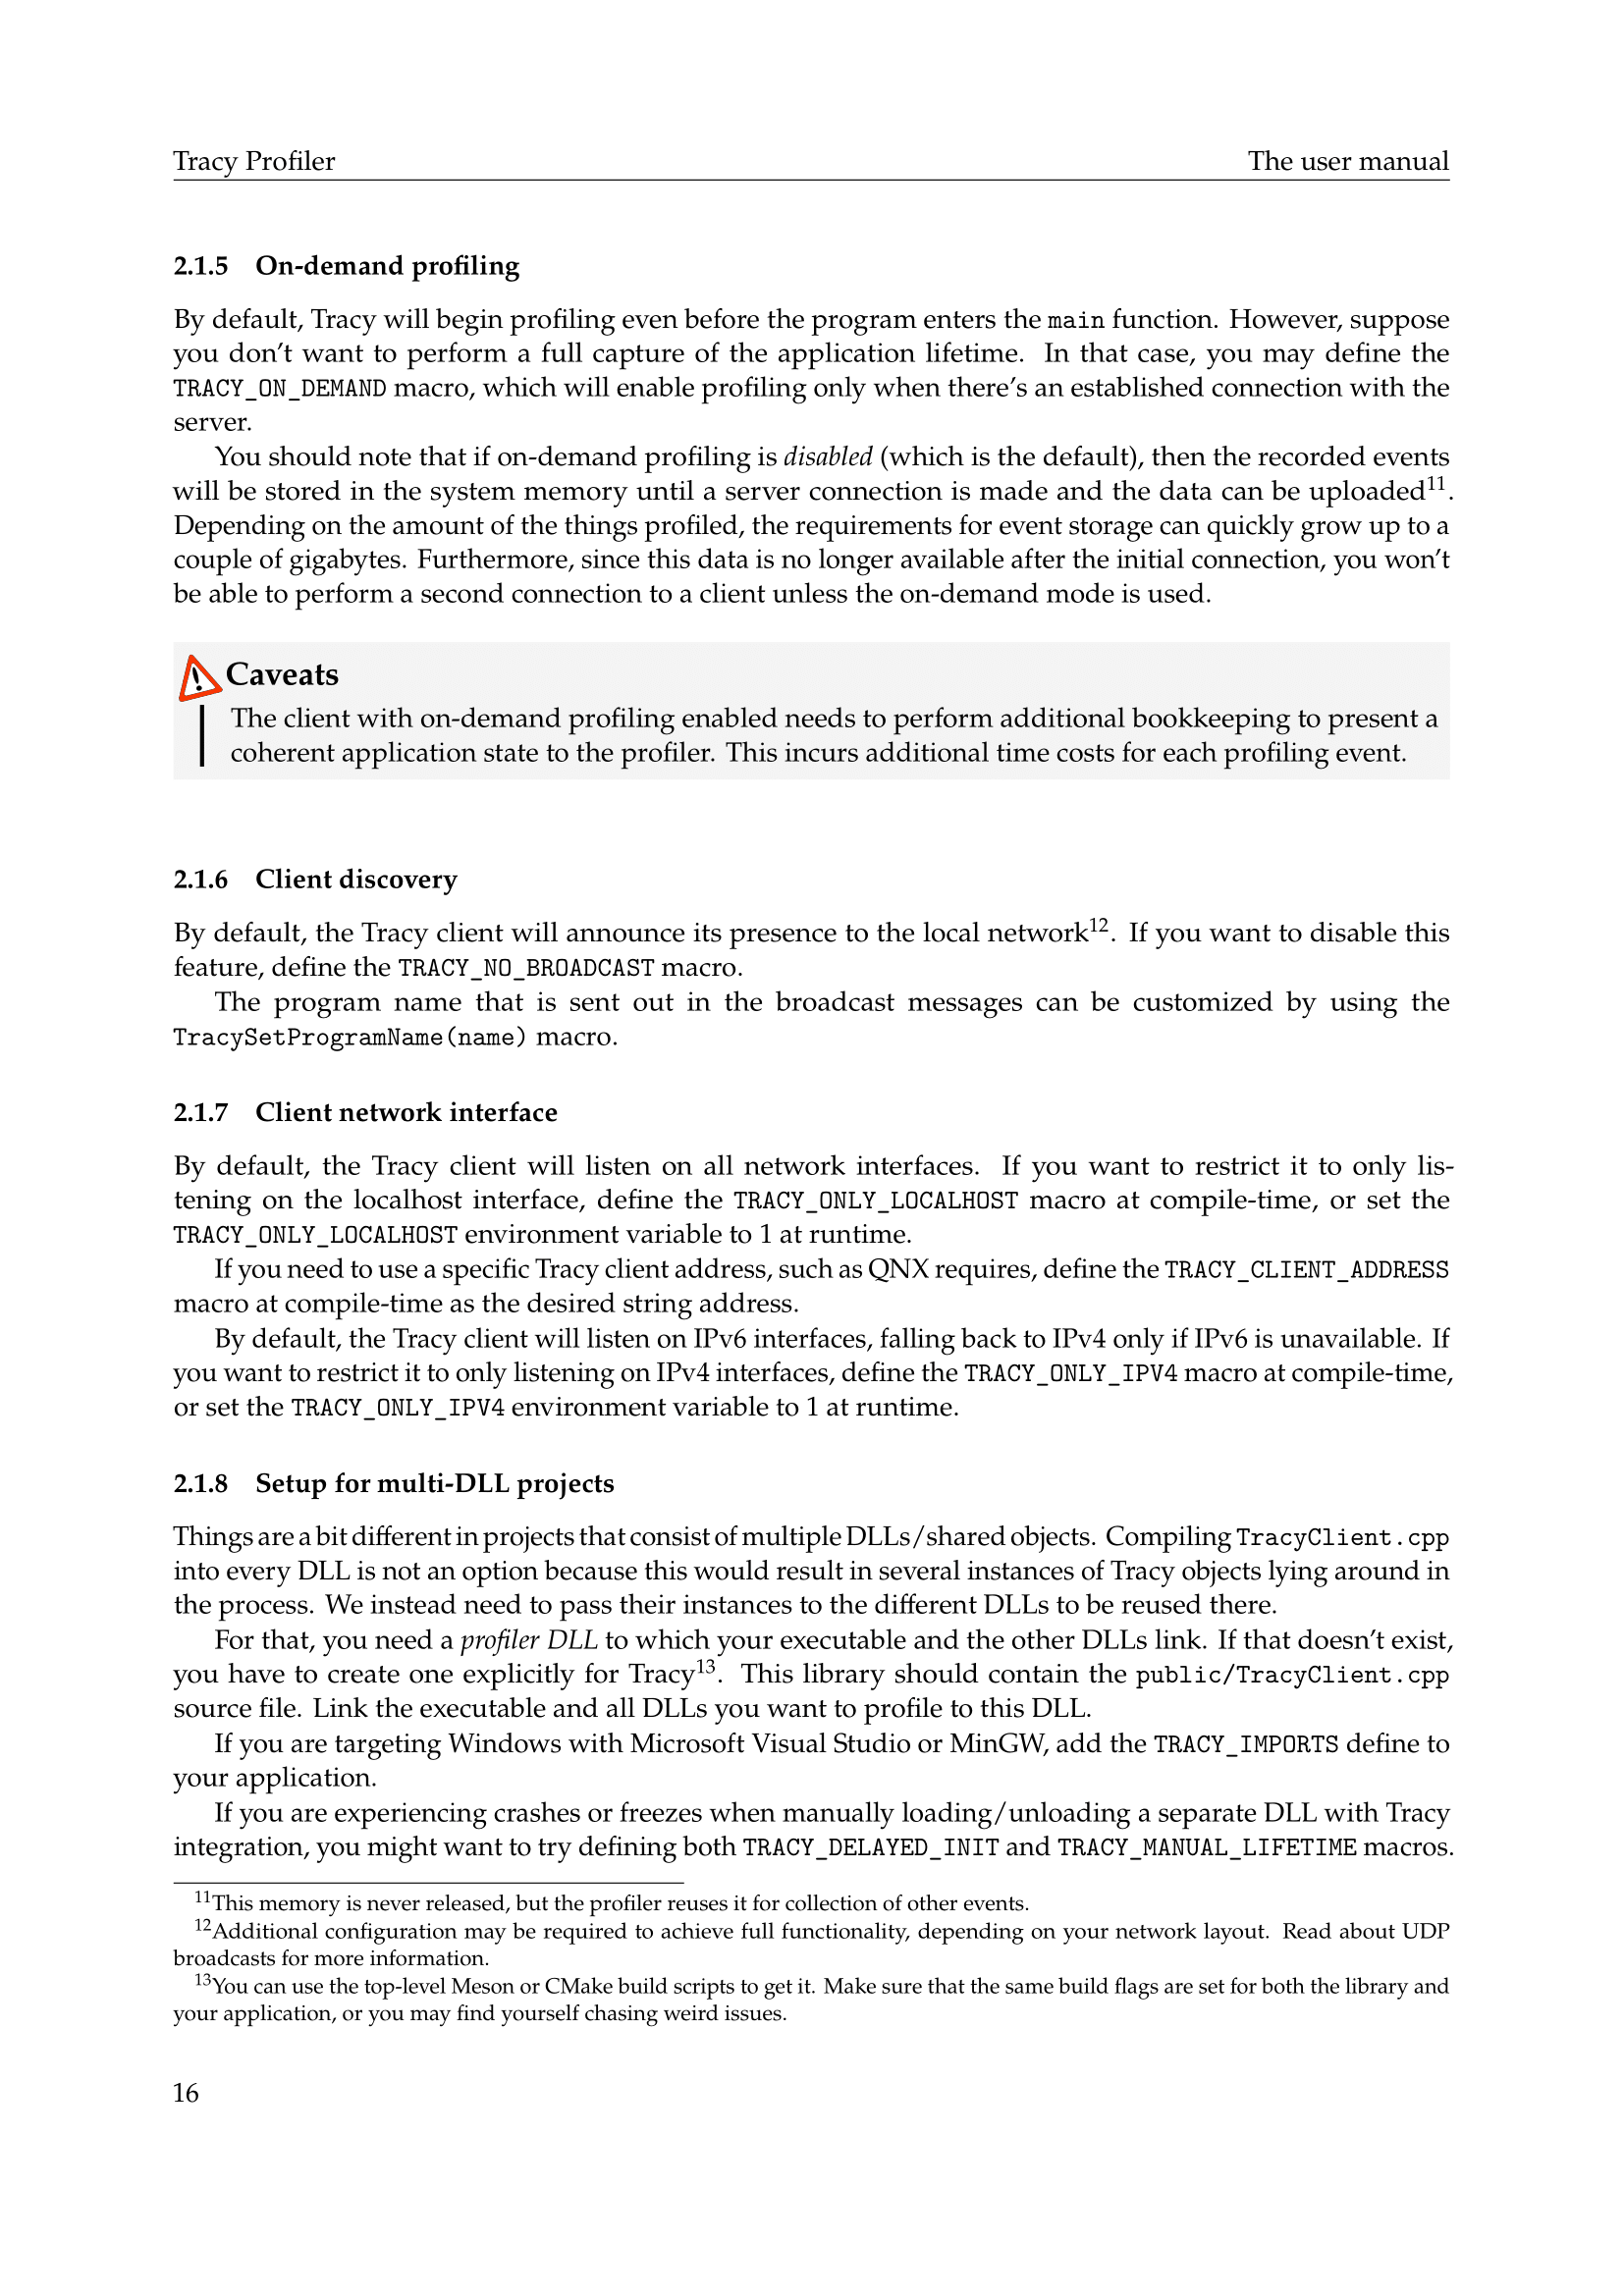 Tracy Profiler The user manual
2.1.5 On-demand profiling
By default, Tracy will begin profiling even before the program enters the main function. However, suppose
you don't want to perform a full capture of the application lifetime. In that case, you may define the
TRACY_ON_DEMAND macro, which will enable profiling only when there's an established connection with the
server.
You should note that if on-demand profiling is disabled (which is the default), then the recorded events
will be stored in the system memory until a server connection is made and the data can be uploaded11.
Depending on the amount of the things profiled, the requirements for event storage can quickly grow up to a
couple of gigabytes. Furthermore, since this data is no longer available after the initial connection, you won't
be able to perform a second connection to a client unless the on-demand mode is used.
Caveats
The client with on-demand profiling enabled needs to perform additional bookkeeping to present a
coherent application state to the profiler. This incurs additional time costs for each profiling event.
2.1.6 Client discovery
By default, the Tracy client will announce its presence to the local network12. If you want to disable this
feature, define the TRACY_NO_BROADCAST macro.
The program name that is sent out in the broadcast messages can be customized by using the
TracySetProgramName(name) macro.
2.1.7 Client network interface
By default, the Tracy client will listen on all network interfaces. If you want to restrict it to only lis-
tening on the localhost interface, define the TRACY_ONLY_LOCALHOST macro at compile-time, or set the
TRACY_ONLY_LOCALHOST environment variable to 1 at runtime.
If you need to use a specific Tracy client address, such as QNX requires, define the TRACY_CLIENT_ADDRESS
macro at compile-time as the desired string address.
By default, the Tracy client will listen on IPv6 interfaces, falling back to IPv4 only if IPv6 is unavailable. If
you want to restrict it to only listening on IPv4 interfaces, define the TRACY_ONLY_IPV4 macro at compile-time,
or set the TRACY_ONLY_IPV4 environment variable to 1 at runtime.
2.1.8 Setup for multi-DLL projects
Things are a bit different in projects that consist of multiple DLLs/shared objects. Compiling TracyClient.cpp
into every DLL is not an option because this would result in several instances of Tracy objects lying around in
the process. We instead need to pass their instances to the different DLLs to be reused there.
For that, you need a profiler DLL to which your executable and the other DLLs link. If that doesn't exist,
you have to create one explicitly for Tracy13. This library should contain the public/TracyClient.cpp
source file. Link the executable and all DLLs you want to profile to this DLL.
If you are targeting Windows with Microsoft Visual Studio or MinGW, add the TRACY_IMPORTS define to
your application.
If you are experiencing crashes or freezes when manually loading/unloading a separate DLL with Tracy
integration, you might want to try defining both TRACY_DELAYED_INIT and TRACY_MANUAL_LIFETIME macros.
11This memory is never released, but the profiler reuses it for collection of other events.
12Additional configuration may be required to achieve full functionality, depending on your network layout. Read about UDP
broadcasts for more information.
13You can use the top-level Meson or CMake build scripts to get it. Make sure that the same build flags are set for both the library and
your application, or you may find yourself chasing weird issues.
16